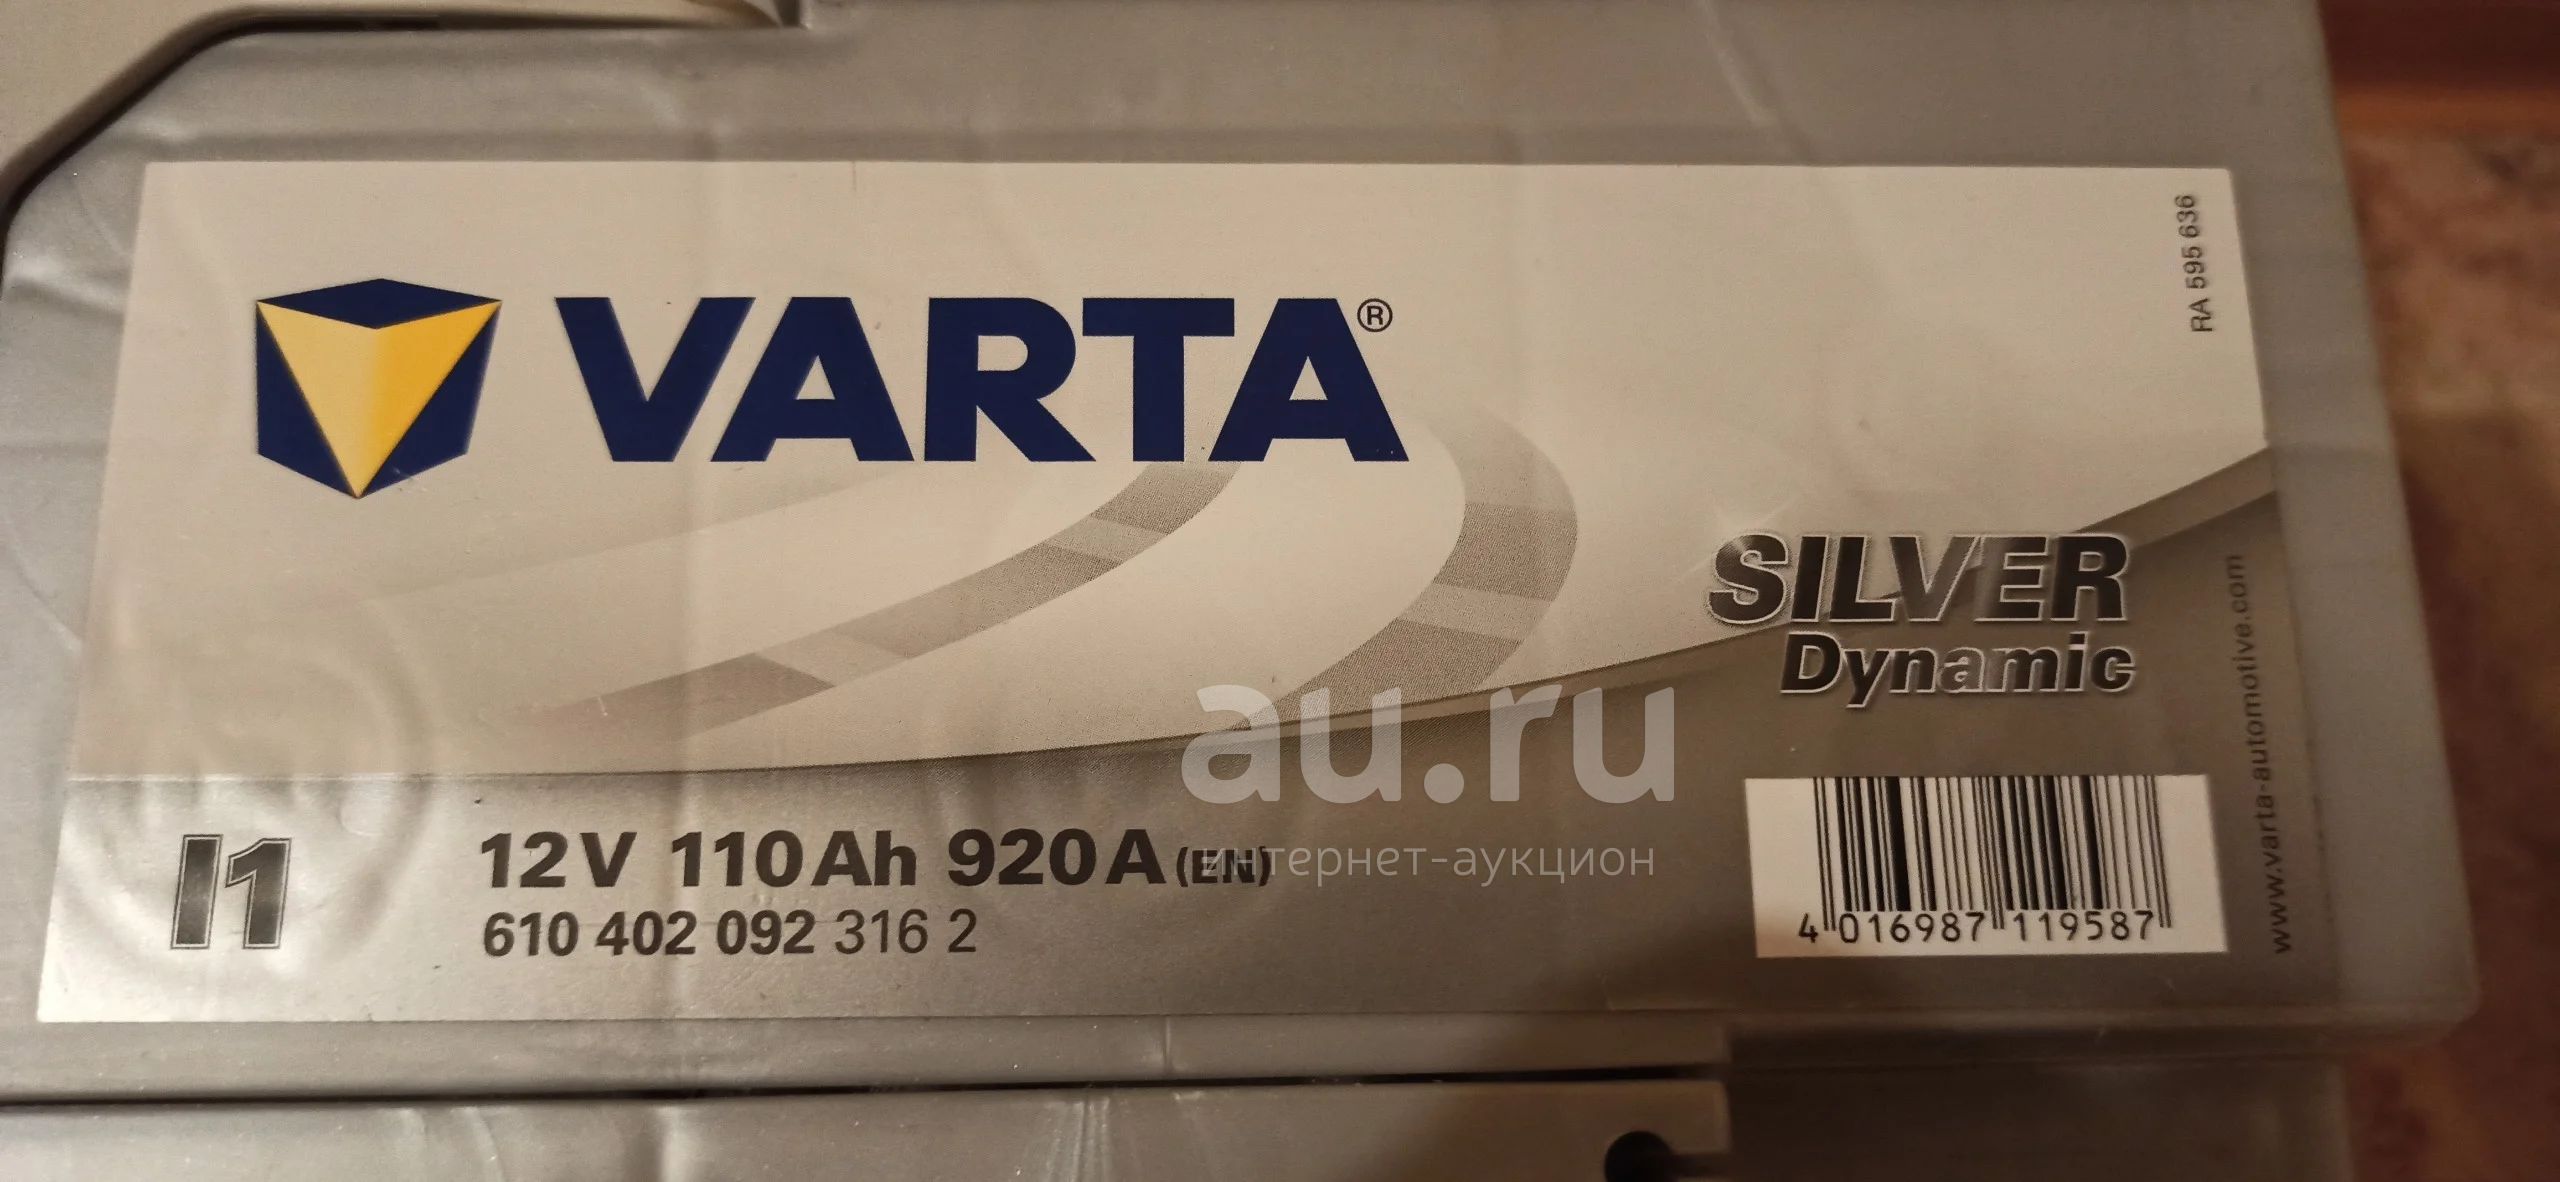 RA 595 636
VARTA®
SILVER
Dynamic
www.varta-automotive.com
au.ru
интернет-аукцион
I1
12V 110Ah 920A (EN)
610 402 092 316 2
4 016987 119587